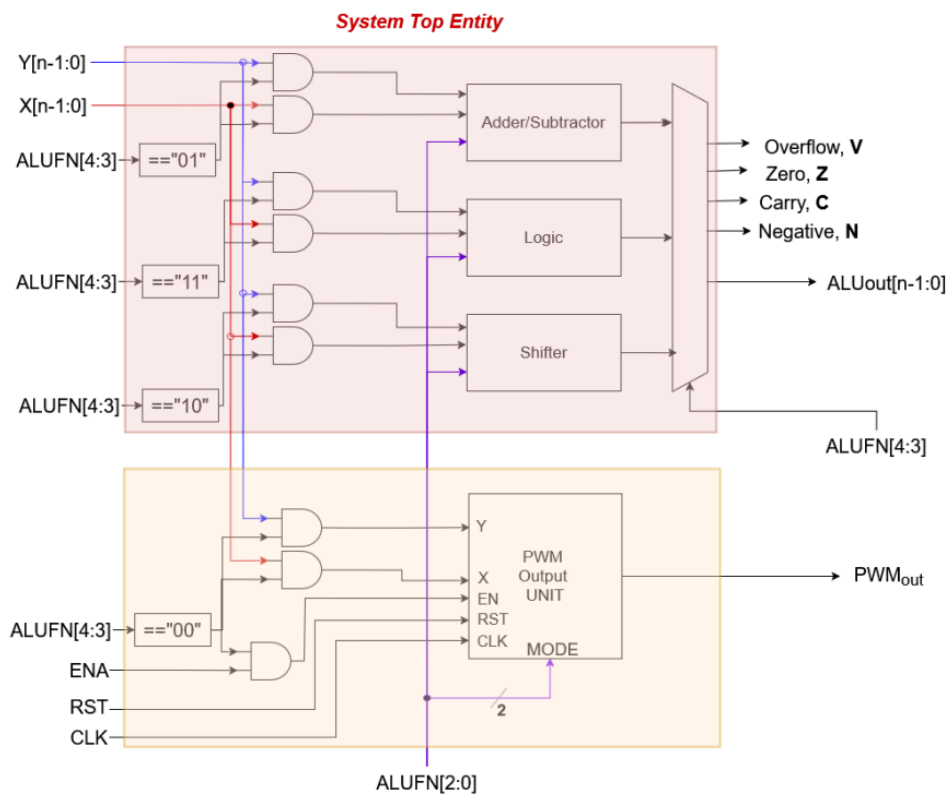 System Top Entity
Y[n-1:0]
X[n-1:0]
ALUFN[4:3]
=="01"
Adder/Subtractor
Overflow, V
Zero, Z
Carry, C
Negative, N
Logic
ALUFN[4:3]
=="11"
ALUout[n-1:0]
Shifter
ALUFN[4:3]
=="10"
ALUFN[4:3]
Y
PWM
Output
UNIT
X
EN
RST
CLK
MODE
PWMout
ALUFN[4:3]
=="00"
ENA
RST
CLK
2
ALUFN[2:0]